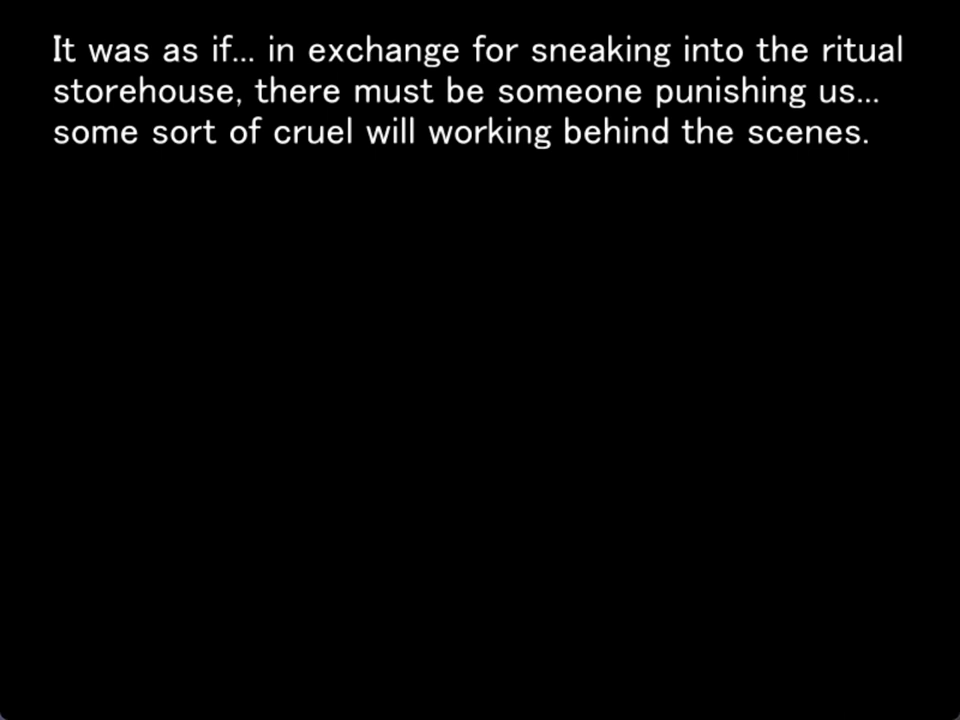 It was as if... in exchange for sneaking into the ritual
storehouse, there must be someone punishing us...
some sort of cruel will working behind the scenes.